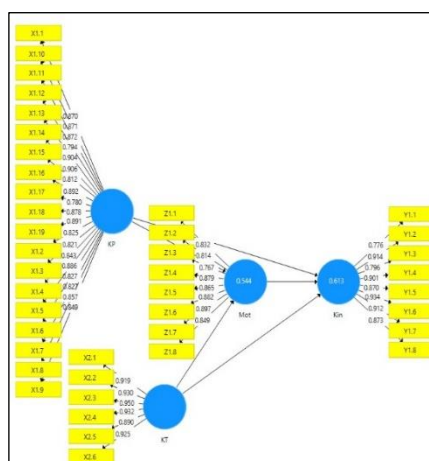 X1.1
X1.10
X1.11
X1.12
X1.13
X1.14
X1.15
X1.16
X1.17
X1.18
X1.19
X1.2
X1.3
X1.4
X1.5
X1.6
X1.7
X1.8
X1.9
0.870
0.871
0.872
0.794
0.904
0.906
0.812
0.892
0.780
0.878
0.891
0.825
0.821
0.843
0.886
0.827
0.827
0.857
0.849
KP
X2.1
X2.2
X2.3
X2.4
X2.5
X2.6
0.919
0.930
0.950
0.932
0.890
0.925
KT
Z1.1
Z1.2
Z1.3
Z1.4
Z1.5
Z1.6
Z1.7
Z1.8
0.832
0.814
0.767
0.879
0.865
0.882
0.897
0.849
0.544
Mot
0.613
Kin
0.776
0.914
0.796
0.901
0.870
0.934
0.912
0.873
Y1.1
Y1.2
Y1.3
Y1.4
Y1.5
Y1.6
Y1.7
Y1.8